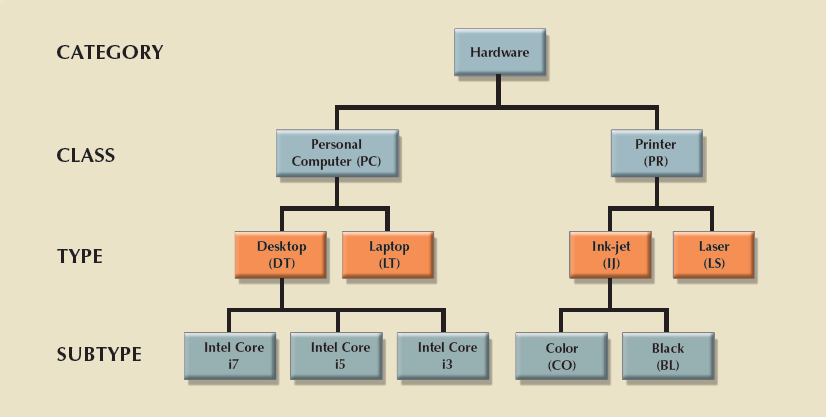 CATEGORY
Hardware
CLASS
Personal
Computer (PC)
Printer
(PR)
TYPE
Desktop
(DT)
Laptop
(LT)
Ink-jet
(IJ)
Laser
(LS)
SUBTYPE
Intel Core
i7
Intel Core
i5
Intel Core
i3
Color
(CO)
Black
(BL)